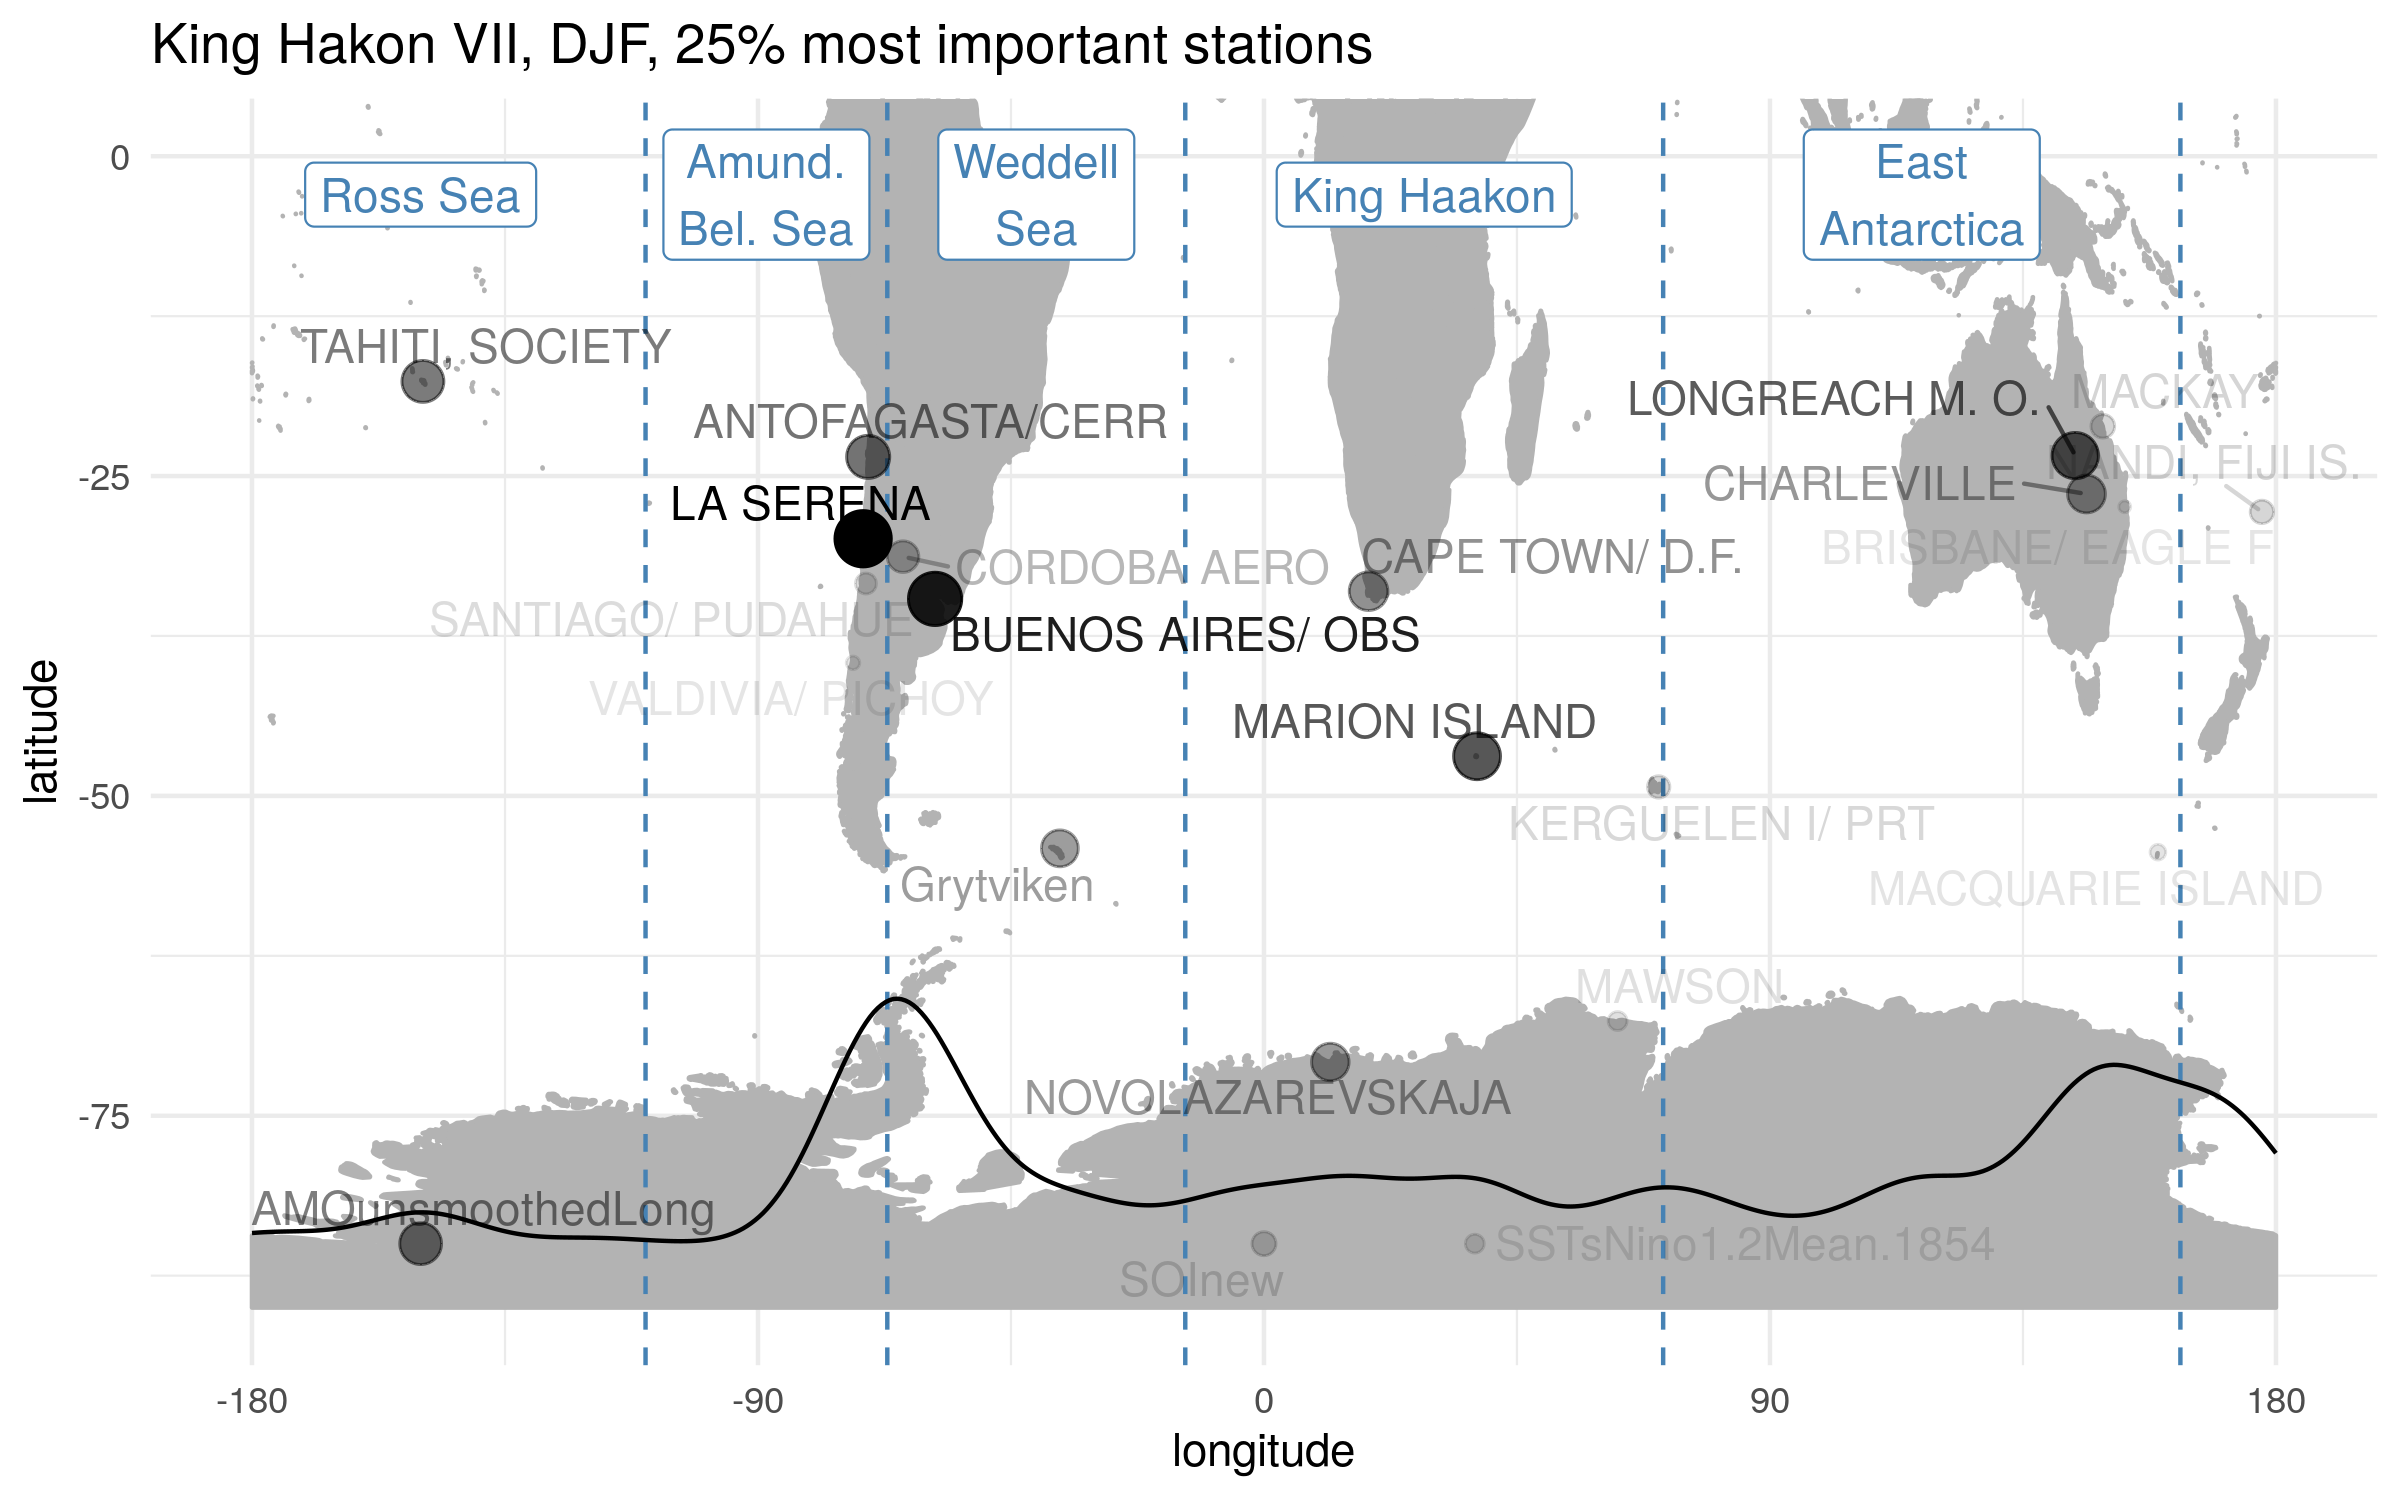 King Hakon VII, DJF, 25% most important stations
0
-25
-50
-75
latitude
Ross Sea
Amund.
Bel. Sea
Weddell
Sea
King Haakon
East
Antarctica
TAHITI, SOCIETY
ANTOFAGASTA/CERR
LONGREACH M. O.
MACKAY
NANDI, FIJI IS.
CHARLEVILLE
LA SERENA
CORDOBA AERO
CAPE TOWN/ D.F.
BRISBANE/ EAGLE F
SANTIAGO/ PUDAHUE
BUENOS AIRES/ OBS
VALDIVIA/ PICHOY
MARION ISLAND
KERGUELEN I/ PRT
Grytviken
MACQUARIE ISLAND
MAWSON
NOVOLAZAREVSKAJA
AMOunsmoothedLong
SSTsNino1.2Mean.1854
SOInew
-180
-90
0
90
180
longitude